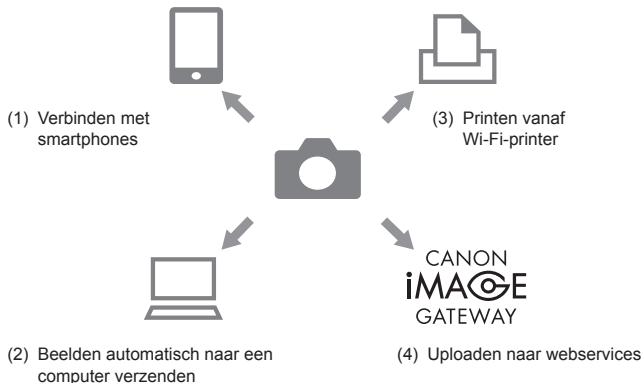 (1) Verbinden met
smartphones
(3) Printen vanaf
Wi-Fi-printer
CANON
iMAGE
GATEWAY
(2) Beelden automatisch naar een
computer verzenden
(4) Uploaden naar webservices